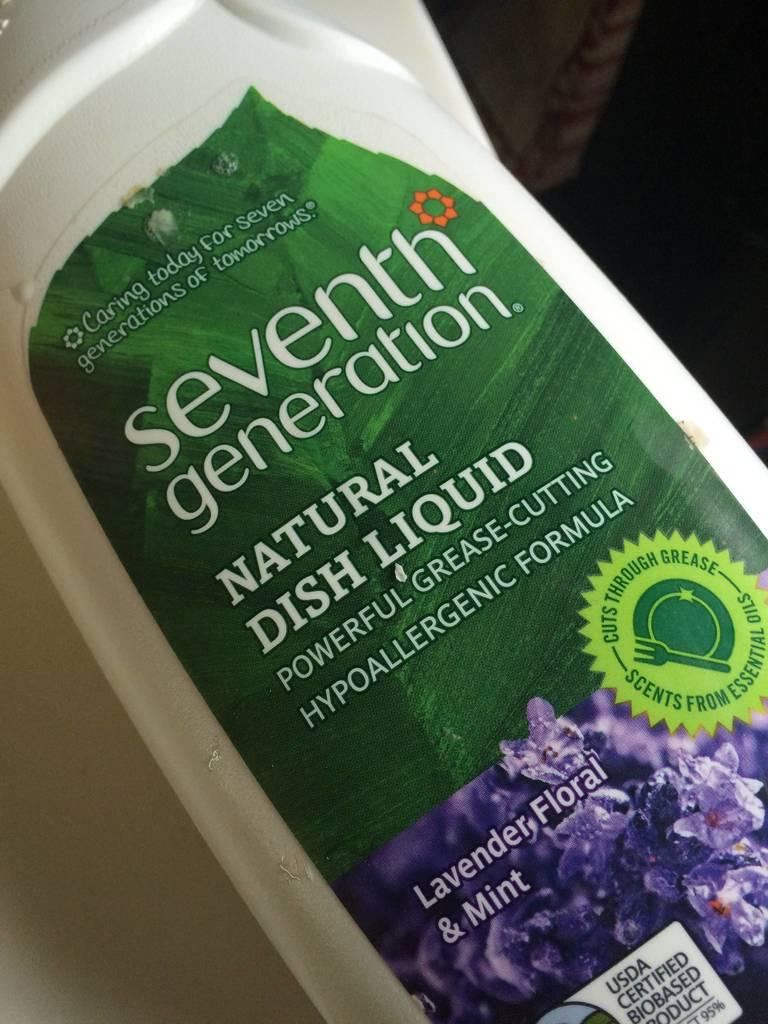 Caring today for seven
generations of tomorrows.®
seventh
generation®
NATURAL
DISH LIQUID
POWERFUL GREASE-CUTTING
HYPOALLERGENIC FORMULA
CUTS THROUGH GREASE
SCENTS FROM ESSENTIAL OILS
Lavender Floral
& Mint
USDA
CERTIFIED
BIOBASED
PRODUCT
95%